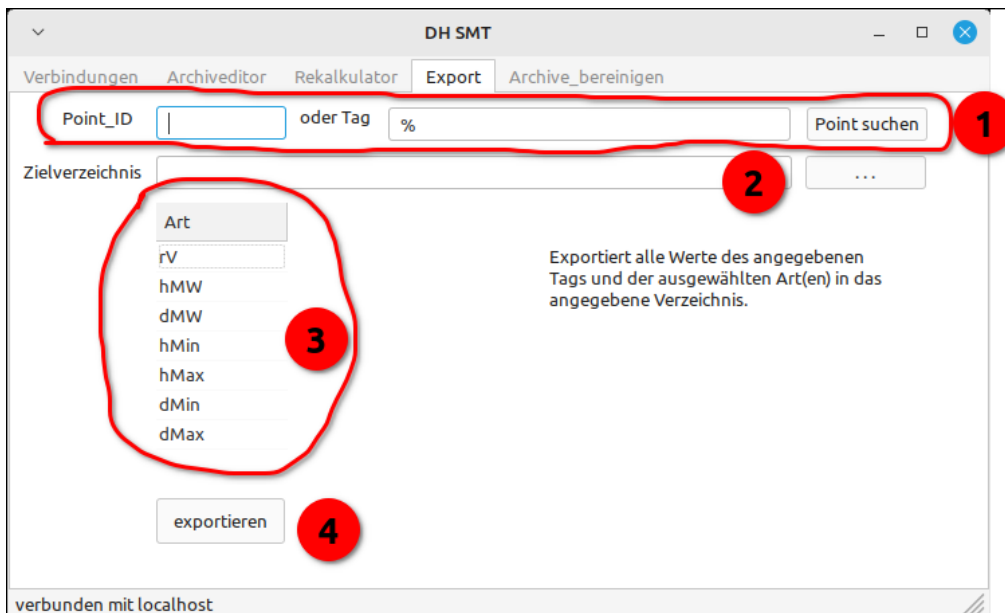 DH SMT
Verbindungen Archiveditor Rekalkulator Export Archive_bereinigen
Point_ID oder Tag % Point suchen 1
Zielverzeichnis 2 ...
Art
rV
hMW
dMW
hMin
hMax
dMin
dMax
3
Exportiert alle Werte des angegebenen
Tags und der ausgewählten Art(en) in das
angegebene Verzeichnis.
exportieren 4
verbunden mit localhost